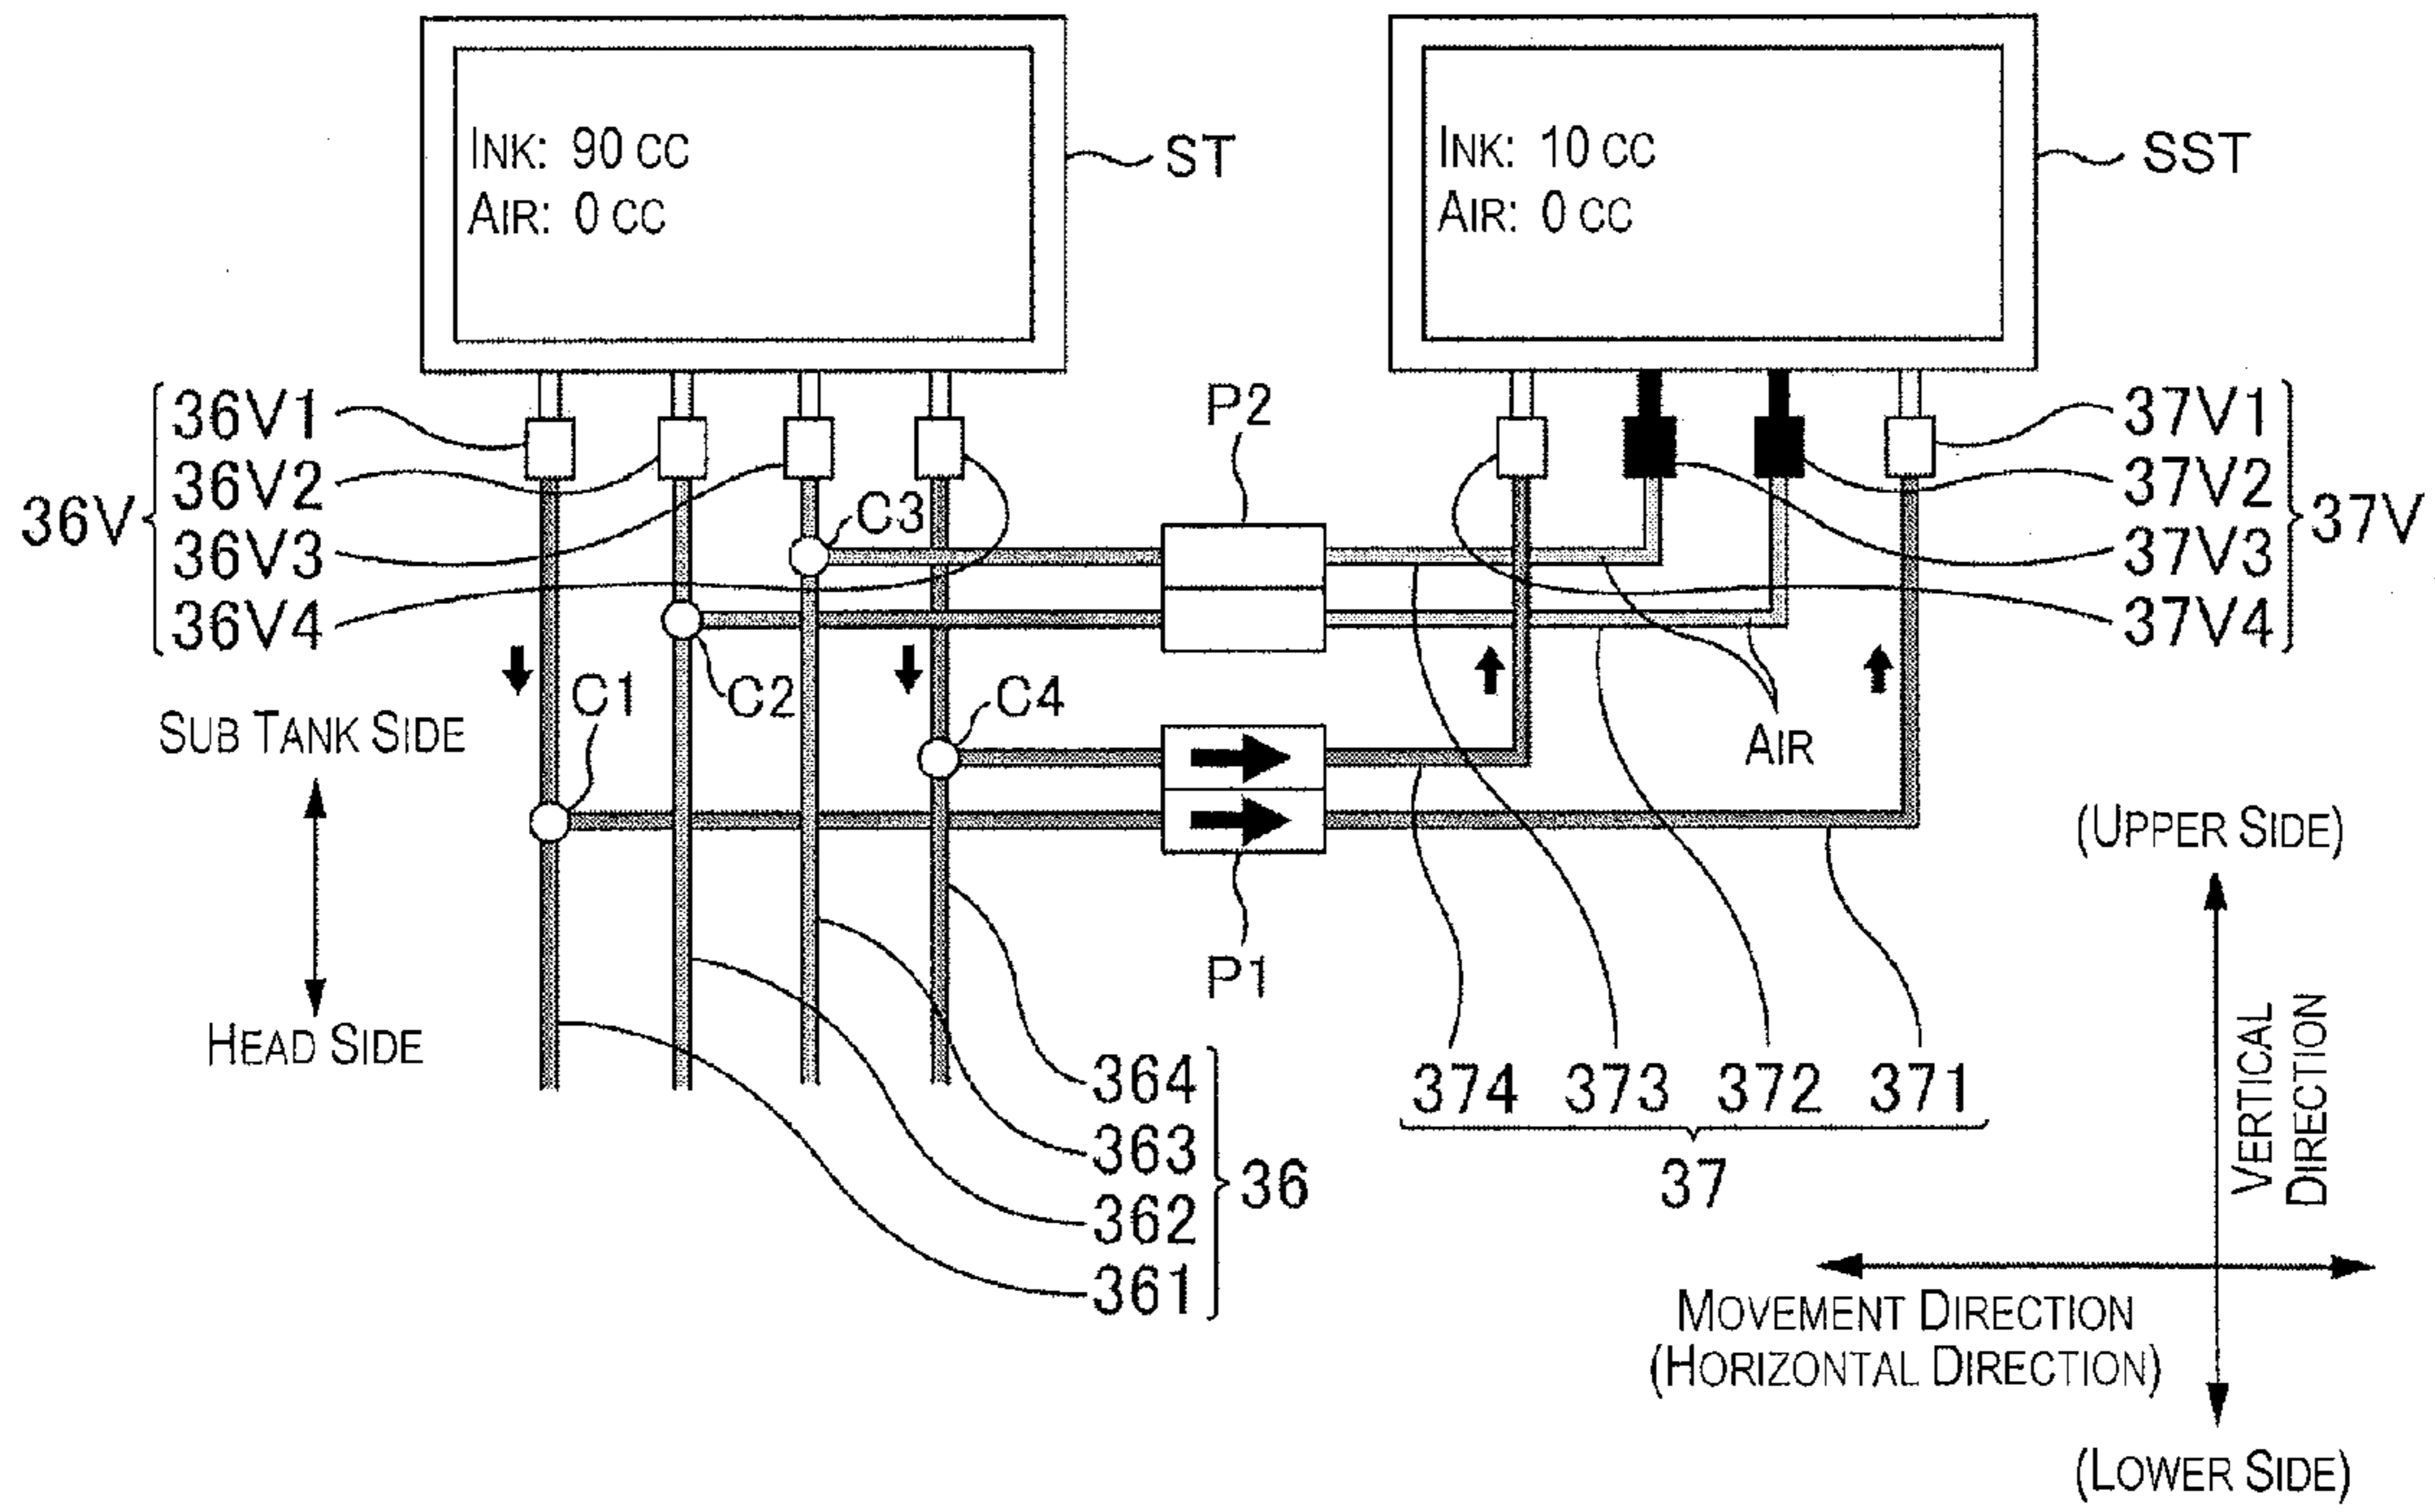 INK: 90 CC
AIR: 0 CC
ST
INK: 10 CC
AIR: 0 CC
SST
36V
36V1
36V2
36V3
36V4
P2
37V1
37V2
37V3
37V4
37V
C3
C2
C1
C4
SUB TANK SIDE
HEAD SIDE
AIR
P1
(UPPER SIDE)
VERTICAL
DIRECTION
364
363
362
361
36
374 373 372 371
37
MOVEMENT DIRECTION
(HORIZONTAL DIRECTION)
(LOWER SIDE)